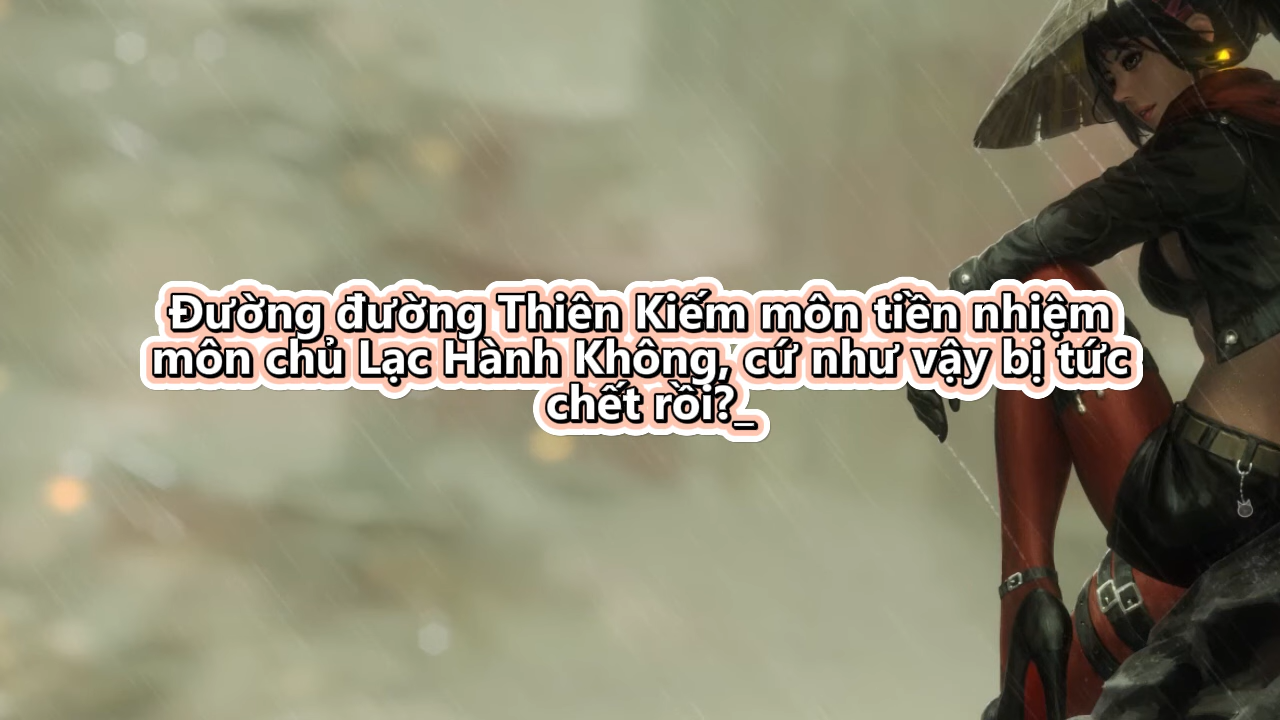 Đường đường Thiên Kiếm môn tiền nhiệm
môn chủ Lạc Hành Không, cứ như vậy bị tức
chết rồi?_